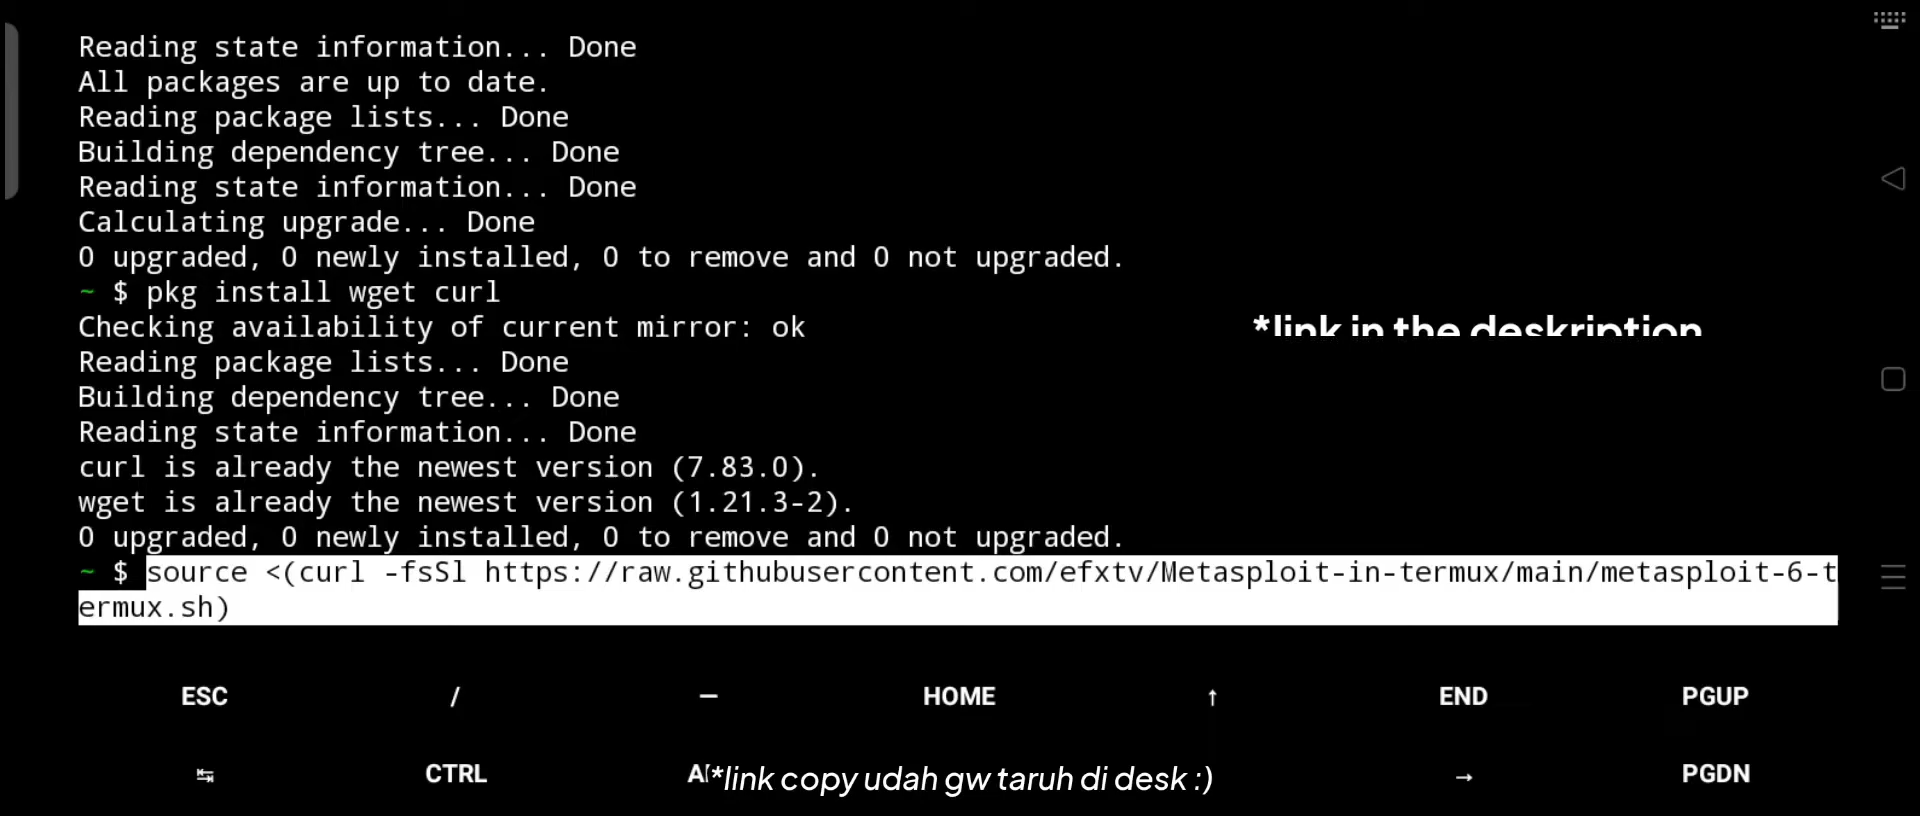 Reading state information... Done
All packages are up to date.
Reading package lists... Done
Building dependency tree... Done
Reading state information... Done
Calculating upgrade... Done
0 upgraded, 0 newly installed, 0 to remove and 0 not upgraded.
~ $ pkg install wget curl
Checking availability of current mirror: ok
*link in the deskription
Reading package lists... Done
Building dependency tree... Done
Reading state information... Done
curl is already the newest version (7.83.0).
wget is already the newest version (1.21.3-2).
0 upgraded, 0 newly installed, 0 to remove and 0 not upgraded.
~ $ source <(curl -fsSl https://raw.githubusercontent.com/efxtv/Metasploit-in-termux/main/metasploit-6-t
ermux.sh)
ESC / — HOME ↑ END PGUP
↹ CTRL A → PGDN
*link copy udah gw taruh di desk :)